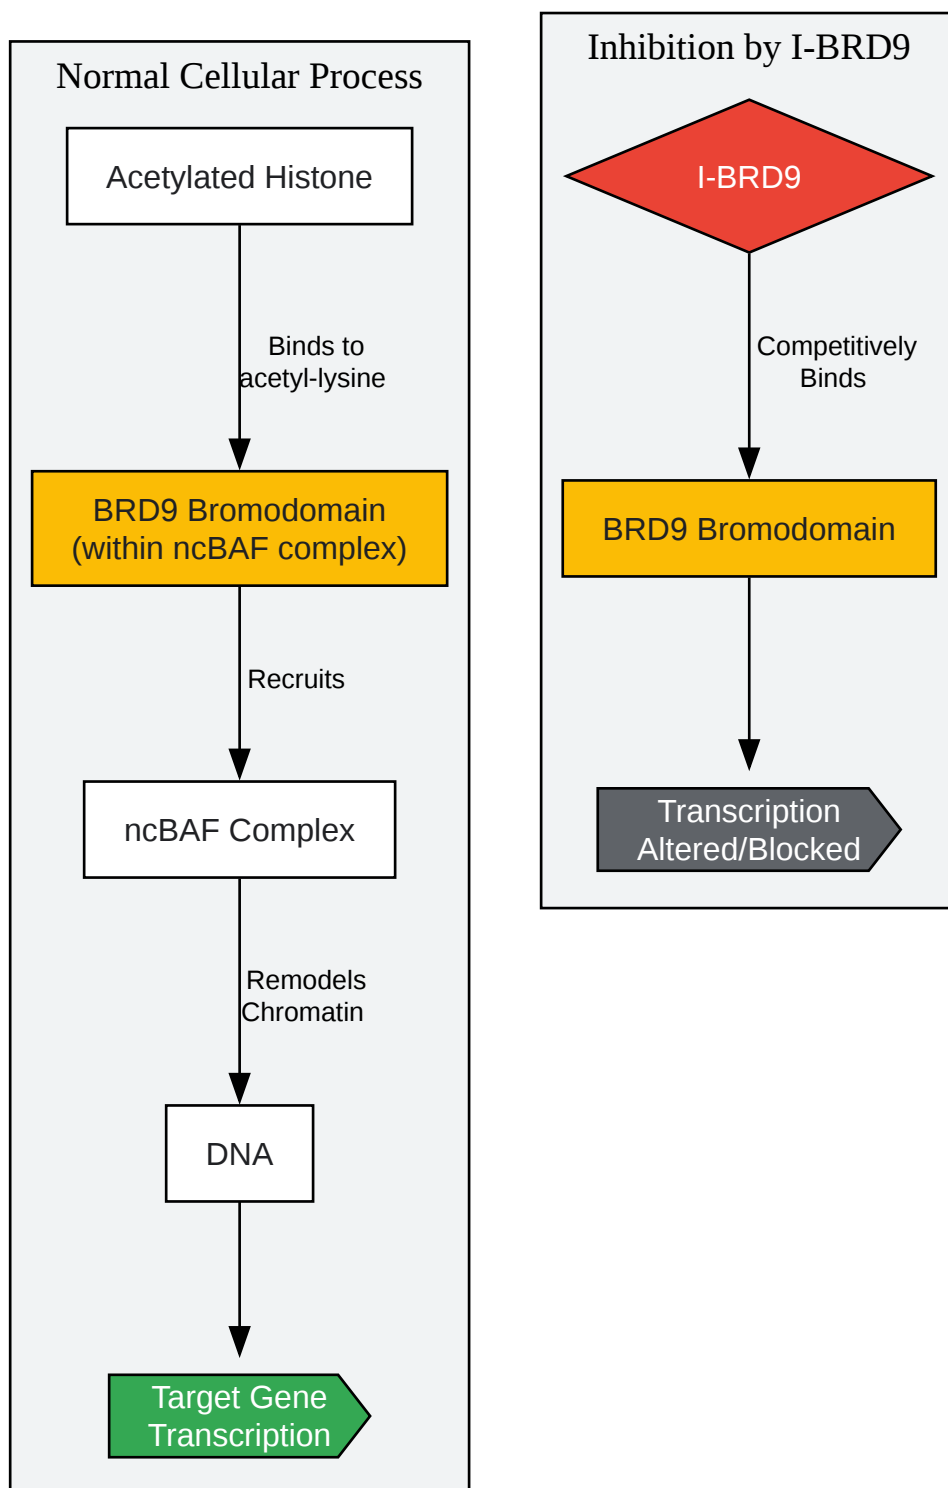 Normal Cellular Process
Acetylated Histone
Binds to
acetyl-lysine
BRD9 Bromodomain
(within ncBAF complex)
Recruits
ncBAF Complex
Remodels
Chromatin
DNA
Target Gene
Transcription
Inhibition by I-BRD9
I-BRD9
Competitively
Binds
BRD9 Bromodomain
Transcription
Altered/Blocked